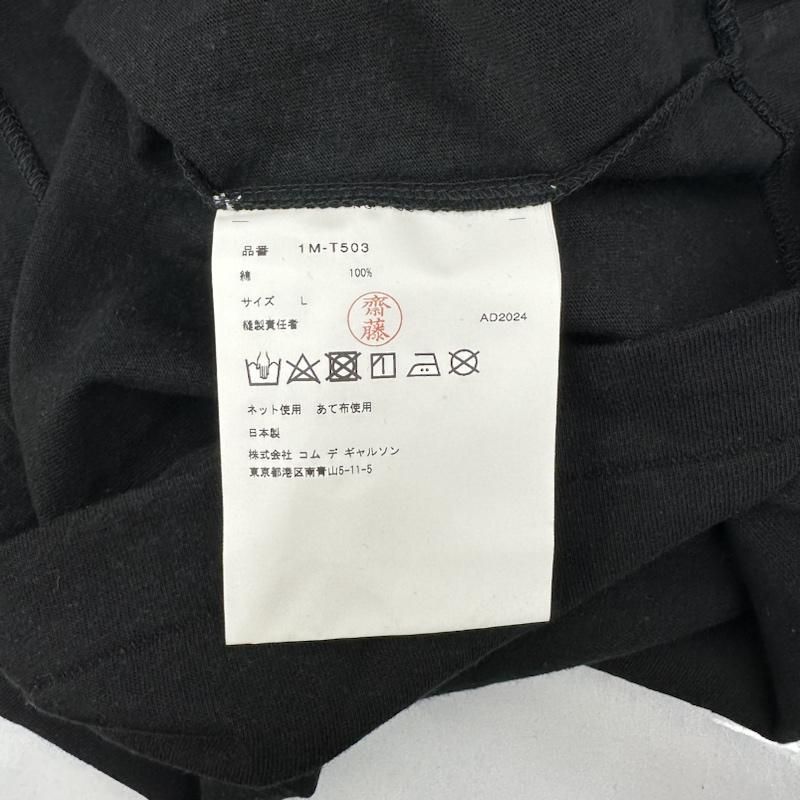 品番 1M-T503
綿 100%
サイズ L
縫製責任者 齋藤 AD2024
ネット使用 あて布使用
日本製
株式会社 コム デ ギャルソン
東京都港区南青山5-11-5